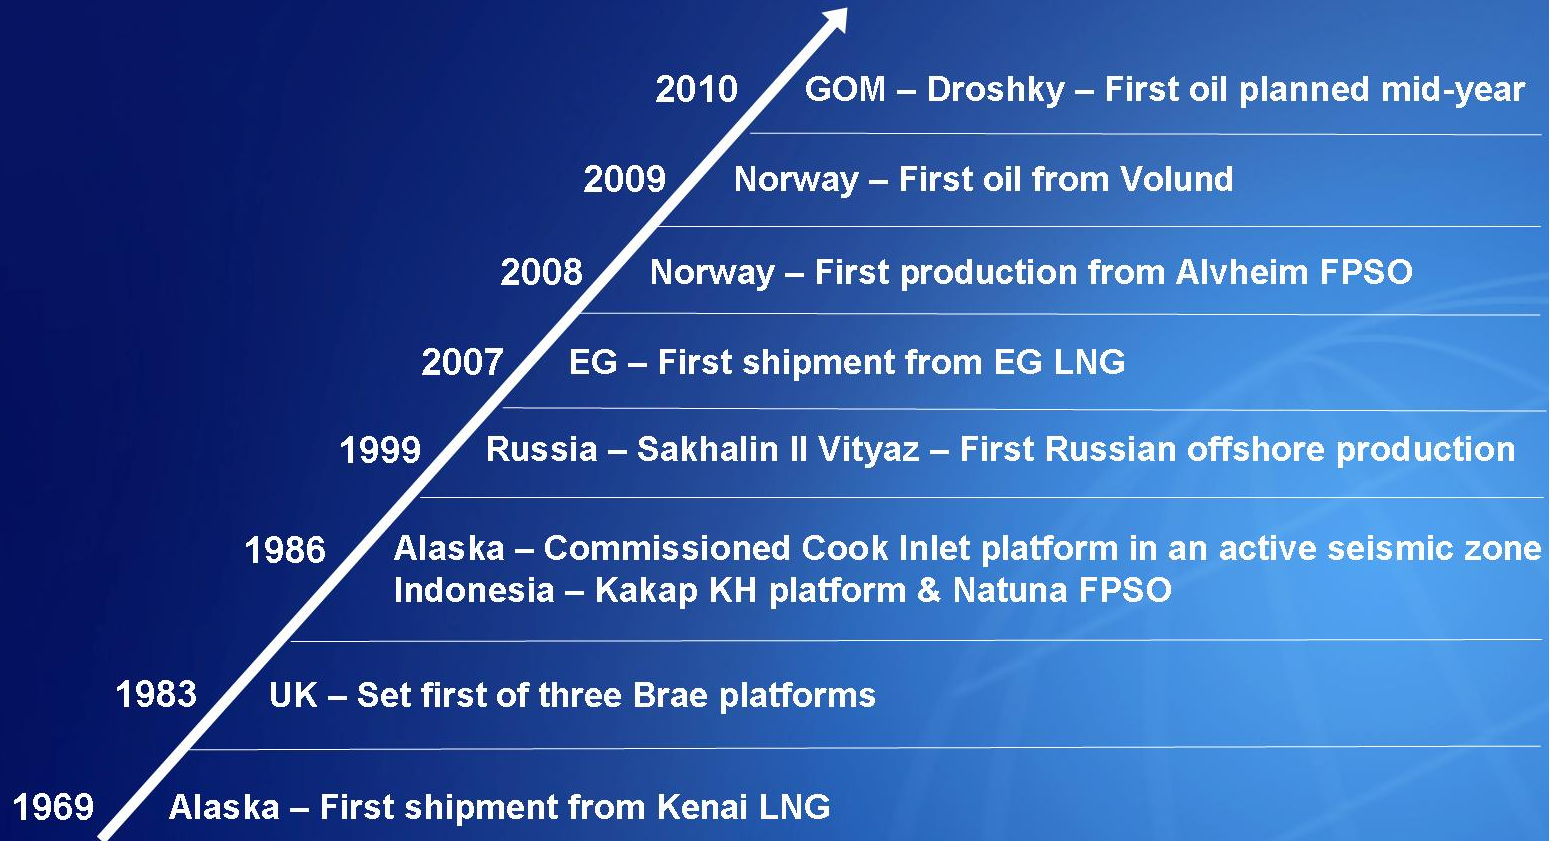 2010 GOM – Droshky – First oil planned mid-year
2009 Norway – First oil from Volund
2008 Norway – First production from Alvheim FPSO
2007 EG – First shipment from EG LNG
1999 Russia – Sakhalin II Vityaz – First Russian offshore production
1986 Alaska – Commissioned Cook Inlet platform in an active seismic zone
Indonesia – Kakap KH platform & Natuna FPSO
1983 UK – Set first of three Brae platforms
1969 Alaska – First shipment from Kenai LNG